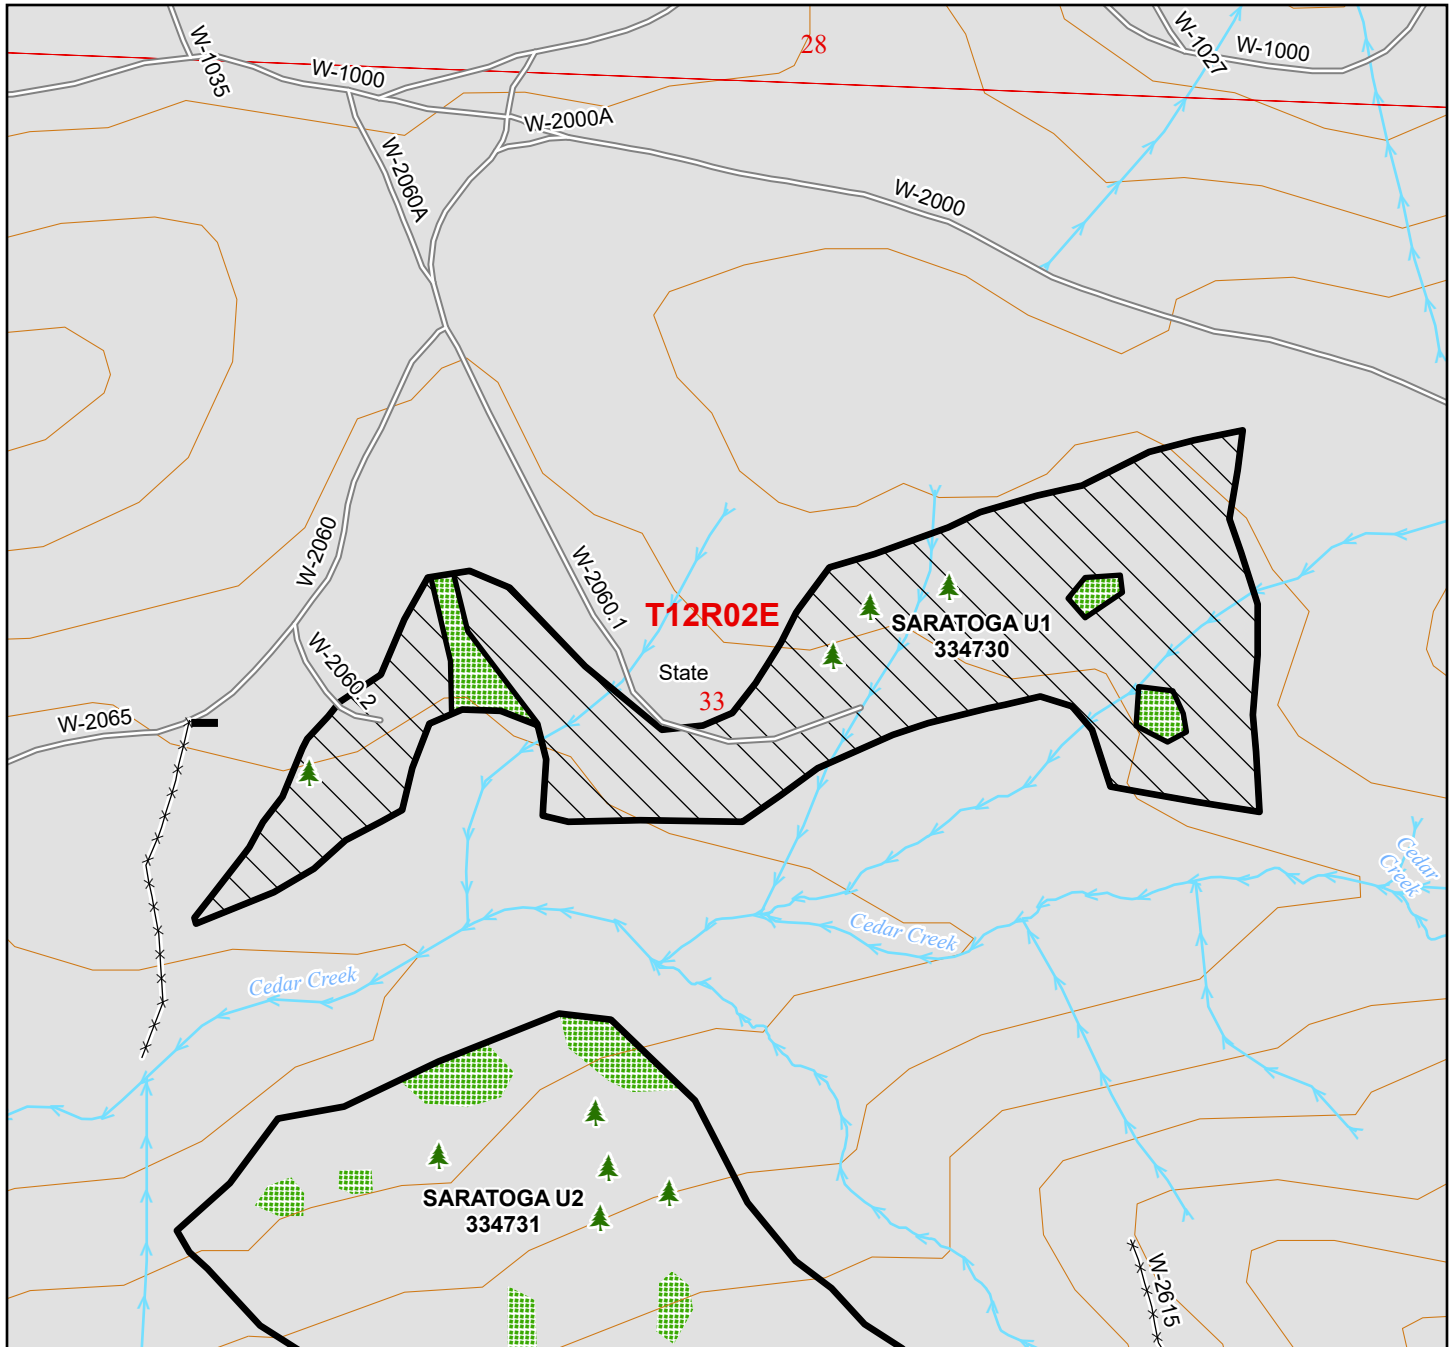 28
W-1035
W-1000
W-1027
W-1000
W-2000A
W-2060A
W-2000
W-2060
W-2060.1
T12R02E
SARATOGA U1
334730
W-2060.2
State
33
W-2065
Cedar
Creek
Cedar Creek
Cedar Creek
SARATOGA U2
334731
W-2615